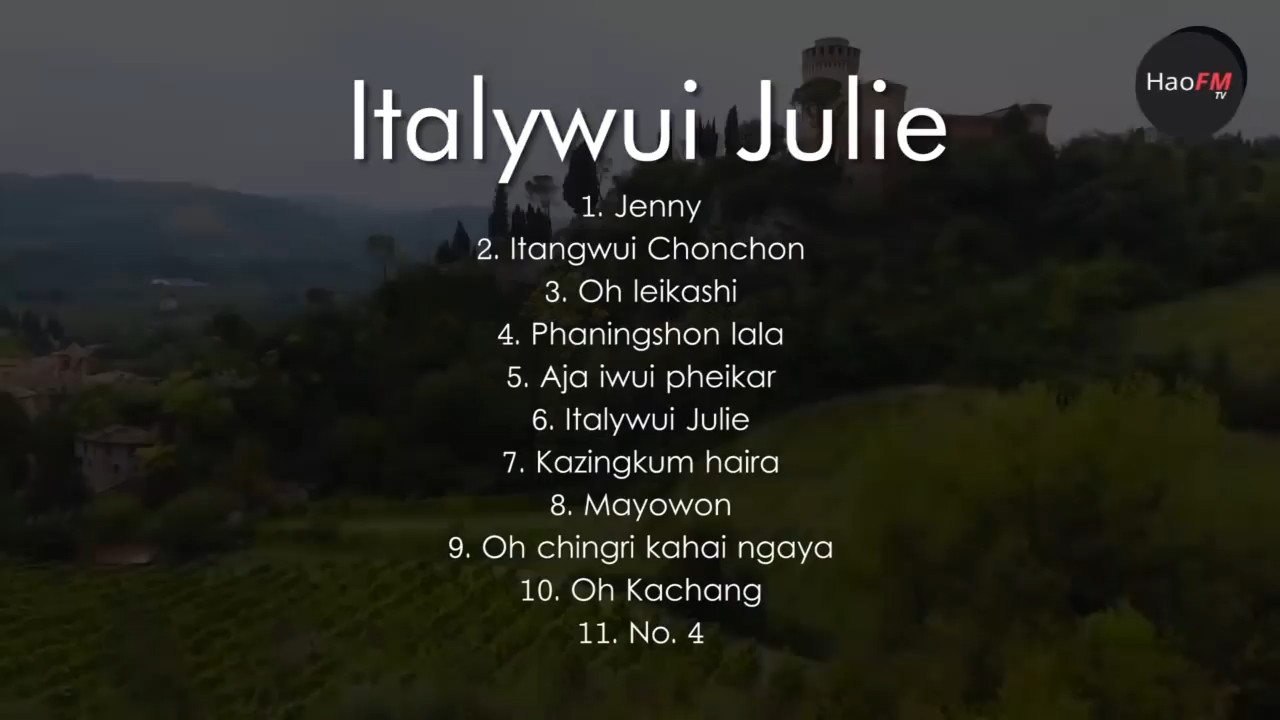 HaoFM
TV
Italywui Julie
1. Jenny
2. Itangwui Chonchon
3. Oh leikashi
4. Phaningshon lala
5. Aja iwui pheikar
6. Italywui Julie
7. Kazingkum haira
8. Mayowon
9. Oh chingri kahai ngaya
10. Oh Kachang
11. No. 4